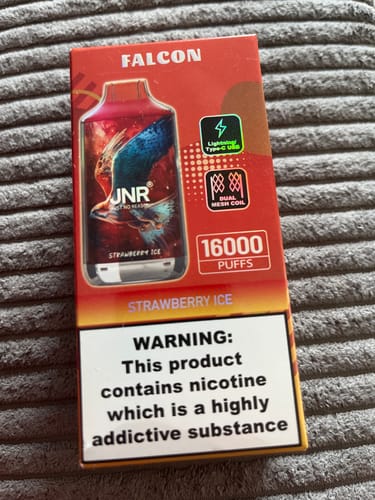 FALCON
Lightning/
Type-C USB
DUAL
MESH COIL
JNR®
STRAWBERRY ICE
16000
PUFFS
STRAWBERRY ICE
WARNING:
This product
contains nicotine
which is a highly
addictive substance